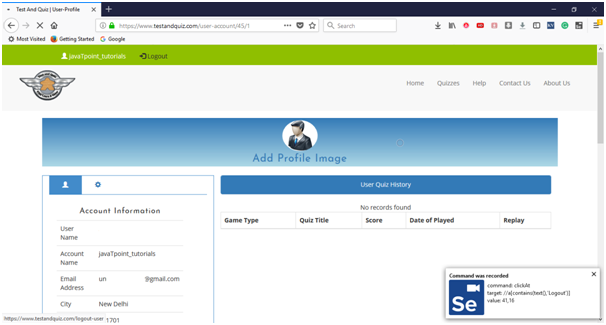 Test And Quiz | User-Profile
https://www.testandquiz.com/user-account/45/1
Search
Most Visited Getting Started Google
javaTpoint_tutorials Logout
Home Quizzes Help Contact Us About Us
Add Profile Image
User Quiz History
Account Information
No records found
Game Type Quiz Title Score Date of Played Replay
User
Name
Account javaTpoint_tutorials
Name
Email un @gmail.com
Address
City New Delhi
Command was recorded
command: clickAt
target: //a[contains(text(),'Logout')]
value: 41,16
Se
https://www.testandquiz.com/logout-user
1701